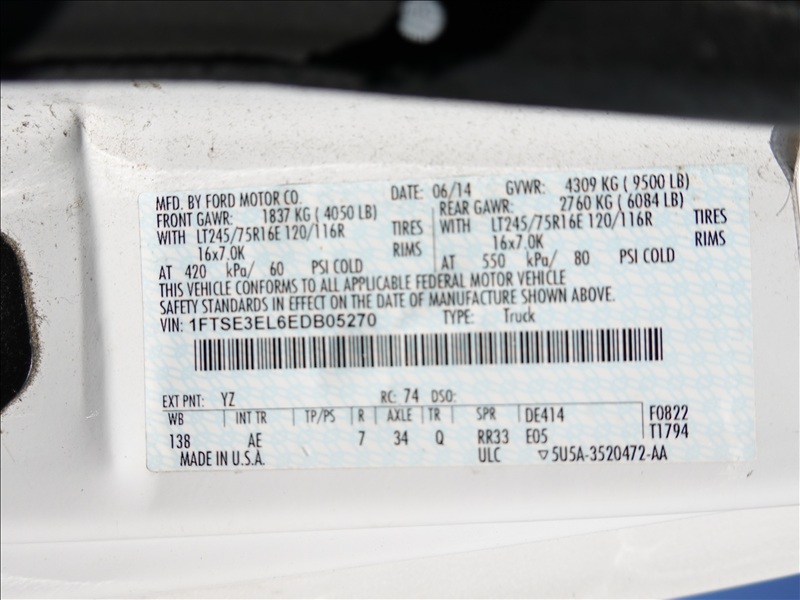 MFD. BY FORD MOTOR CO. DATE: 06/14 GVWR: 4309 KG ( 9500 LB)
FRONT GAWR: 1837 KG ( 4050 LB) REAR GAWR: 2760 KG ( 6084 LB)
WITH LT245/75R16E 120/116R TIRES WITH LT245/75R16E 120/116R TIRES
16x7.0K RIMS 16x7.0K RIMS
AT 420 kPa/ 60 PSI COLD AT 550 kPa/ 80 PSI COLD
THIS VEHICLE CONFORMS TO ALL APPLICABLE FEDERAL MOTOR VEHICLE
SAFETY STANDARDS IN EFFECT ON THE DATE OF MANUFACTURE SHOWN ABOVE.
VIN: 1FTSE3EL6EDB05270 TYPE: Truck
EXT PNT: YZ RC: 74 DSO:
WB INT TR TP/PS R AXLE TR SPR DE414 F0822
138 AE 7 34 Q RR33 E05 T1794
MADE IN U.S.A. ULC ▽5U5A-3520472-AA